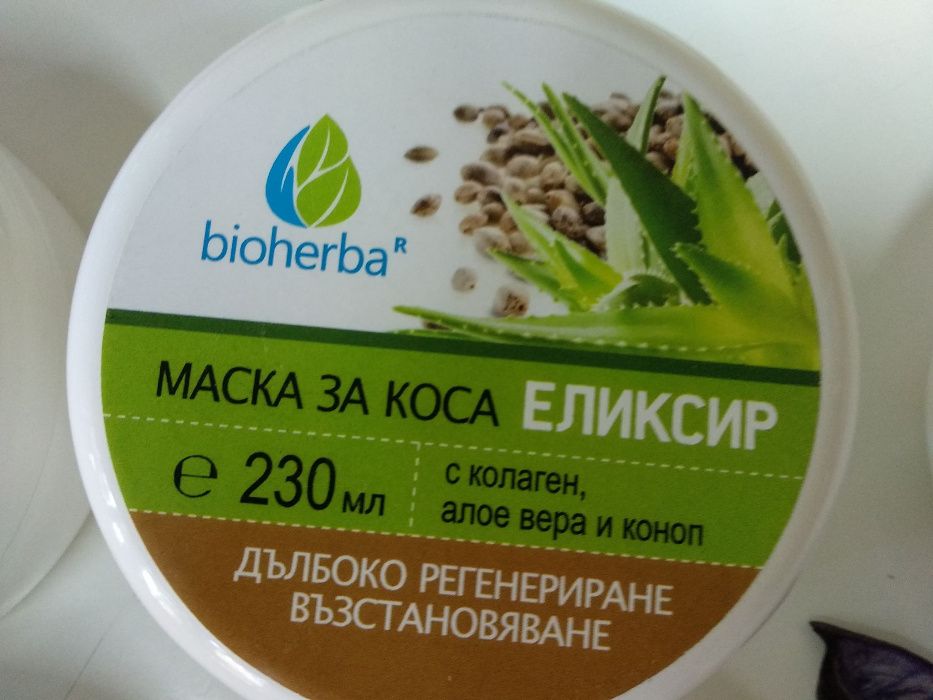 bioherba R
МАСКА ЗА КОСА ЕЛИКСИР
℮ 230 мл
с колаген,
алое вера и коноп
ДЪЛБОКО РЕГЕНЕРИРАНЕ
ВЪЗСТАНОВЯВАНЕ